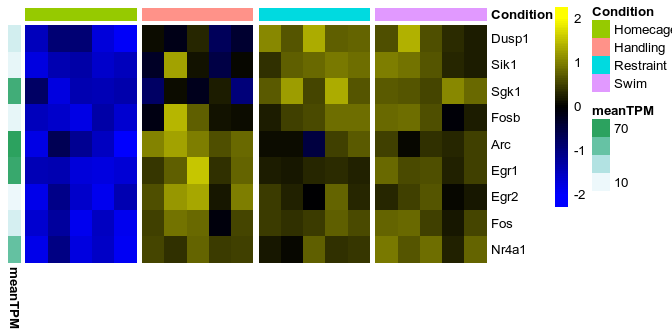 Condition
Dusp1
Sik1
Sgk1
Fosb
Arc
Egr1
Egr2
Fos
Nr4a1
meanTPM
2
1
0
-1
-2
Condition
Homecage
Handling
Restraint
Swim
meanTPM
70
10